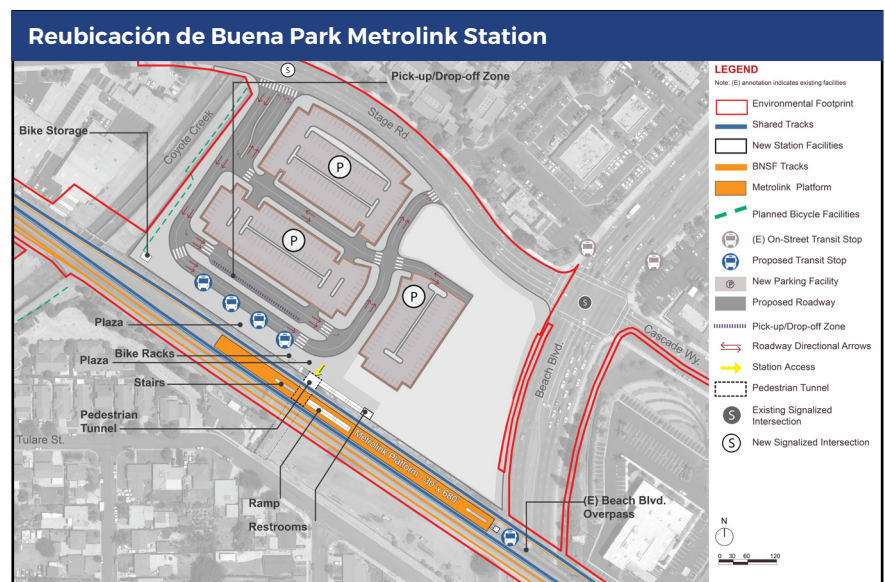 Reubicación de Buena Park Metrolink Station
S
Pick-up/Drop-off Zone
Stage Rd.
Bike Storage
Coyote Creek
P
P
P
Plaza
Plaza
Bike Racks
Stairs
Pedestrian
Tunnel
Tulare St.
Metrolink Platform - 30' x 680'
Ramp
Restrooms
(E) Beach Blvd.
Overpass
Beach Blvd.
S
Cascade Wy.
LEGEND
Note: (E) annotation indicates existing facilities
Environmental Footprint
Shared Tracks
New Station Facilities
BNSF Tracks
Metrolink Platform
Planned Bicycle Facilities
(E) On-Street Transit Stop
Proposed Transit Stop
P New Parking Facility
Proposed Roadway
Pick-up/Drop-off Zone
Roadway Directional Arrows
Station Access
Pedestrian Tunnel
S Existing Signalized
Intersection
S New Signalized Intersection
N
0 30 60 120